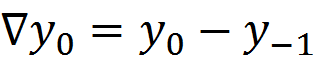 ∇y₀ = y₀ − y₋₁